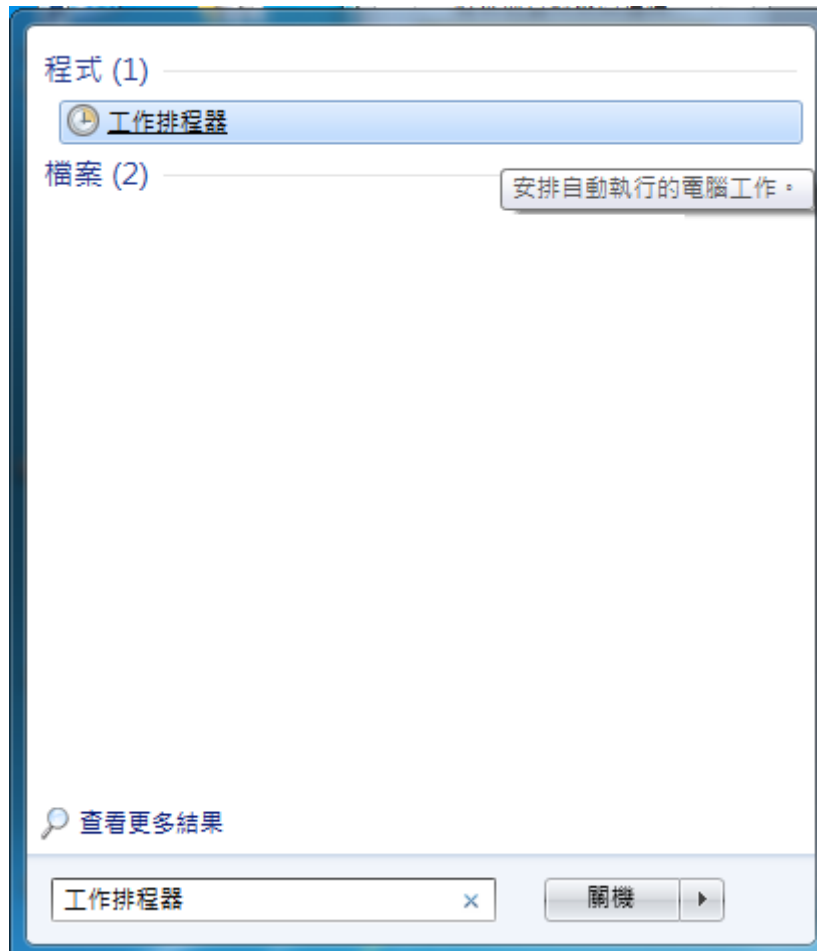 程式 (1)
工作排程器
檔案 (2)
安排自動執行的電腦工作。
查看更多結果
工作排程器
關機